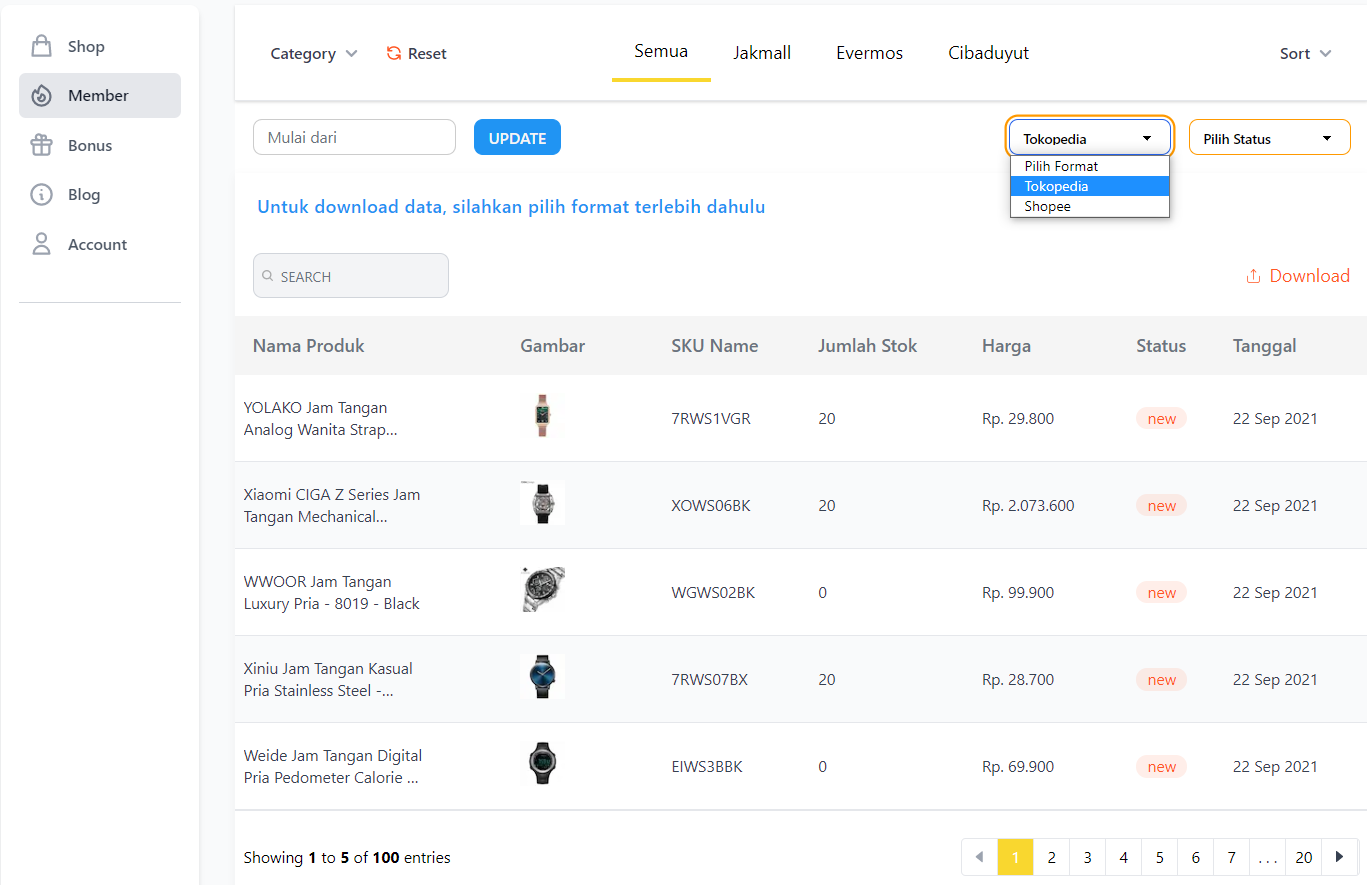 Shop
Member
Bonus
Blog
Account
Category
Reset
Semua
Jakmall
Evermos
Cibaduyut
Sort
Mulai dari
UPDATE
Tokopedia
Pilih Status
Pilih Format
Tokopedia
Shopee
Untuk download data, silahkan pilih format terlebih dahulu
SEARCH
Download
Nama Produk Gambar SKU Name Jumlah Stok Harga Status Tanggal
YOLAKO Jam Tangan
Analog Wanita Strap...
7RWS1VGR 20 Rp. 29.800 new 22 Sep 2021
Xiaomi CIGA Z Series Jam
Tangan Mechanical...
XOWS06BK 20 Rp. 2.073.600 new 22 Sep 2021
WWOOR Jam Tangan
Luxury Pria - 8019 - Black
WGWS02BK 0 Rp. 99.900 new 22 Sep 2021
Xiniu Jam Tangan Kasual
Pria Stainless Steel -...
7RWS07BX 20 Rp. 28.700 new 22 Sep 2021
Weide Jam Tangan Digital
Pria Pedometer Calorie ...
EIWS3BBK 0 Rp. 69.900 new 22 Sep 2021
Showing 1 to 5 of 100 entries
1 2 3 4 5 6 7 ... 20